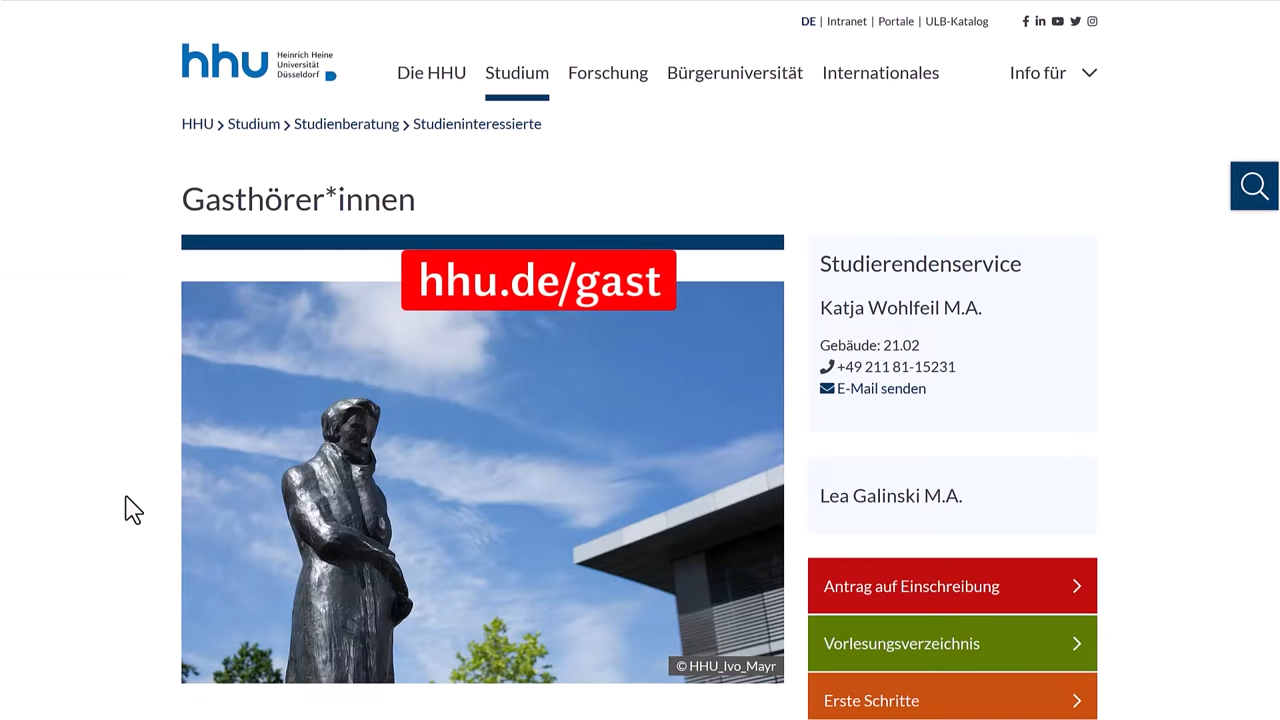 DE | Intranet | Portale | ULB-Katalog
hhu Heinrich Heine
Universität
Düsseldorf
Die HHU Studium Forschung Bürgeruniversität Internationales Info für
HHU > Studium > Studienberatung > Studieninteressierte
Gasthörer*innen
hhu.de/gast
© HHU_Ivo_Mayr
Studierendenservice
Katja Wohlfeil M.A.
Gebäude: 21.02
+49 211 81-15231
E-Mail senden
Lea Galinski M.A.
Antrag auf Einschreibung
Vorlesungsverzeichnis
Erste Schritte